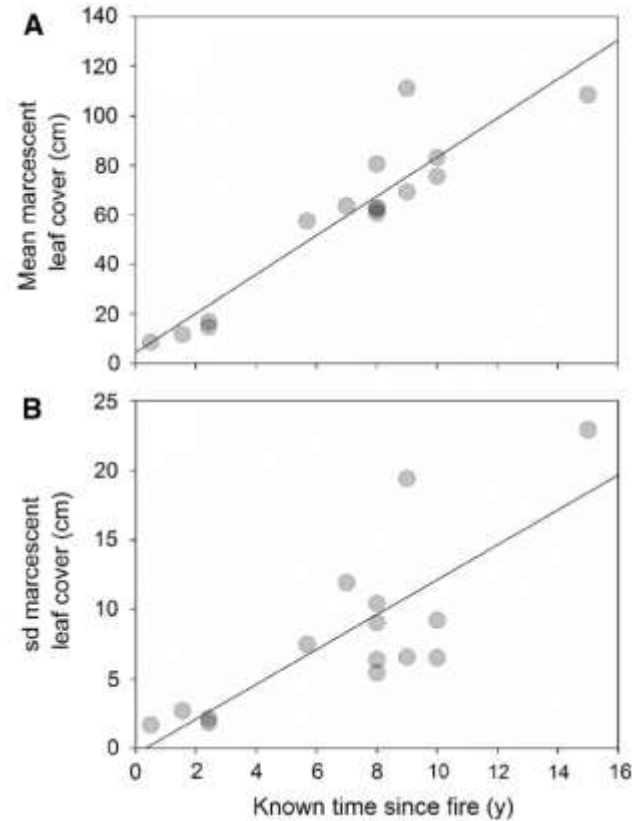 A
140
120
100
80
60
40
20
0
Mean marcescent
leaf cover (cm)
B
25
20
15
10
5
0
sd marcescent
leaf cover (cm)
0 2 4 6 8 10 12 14 16
Known time since fire (y)